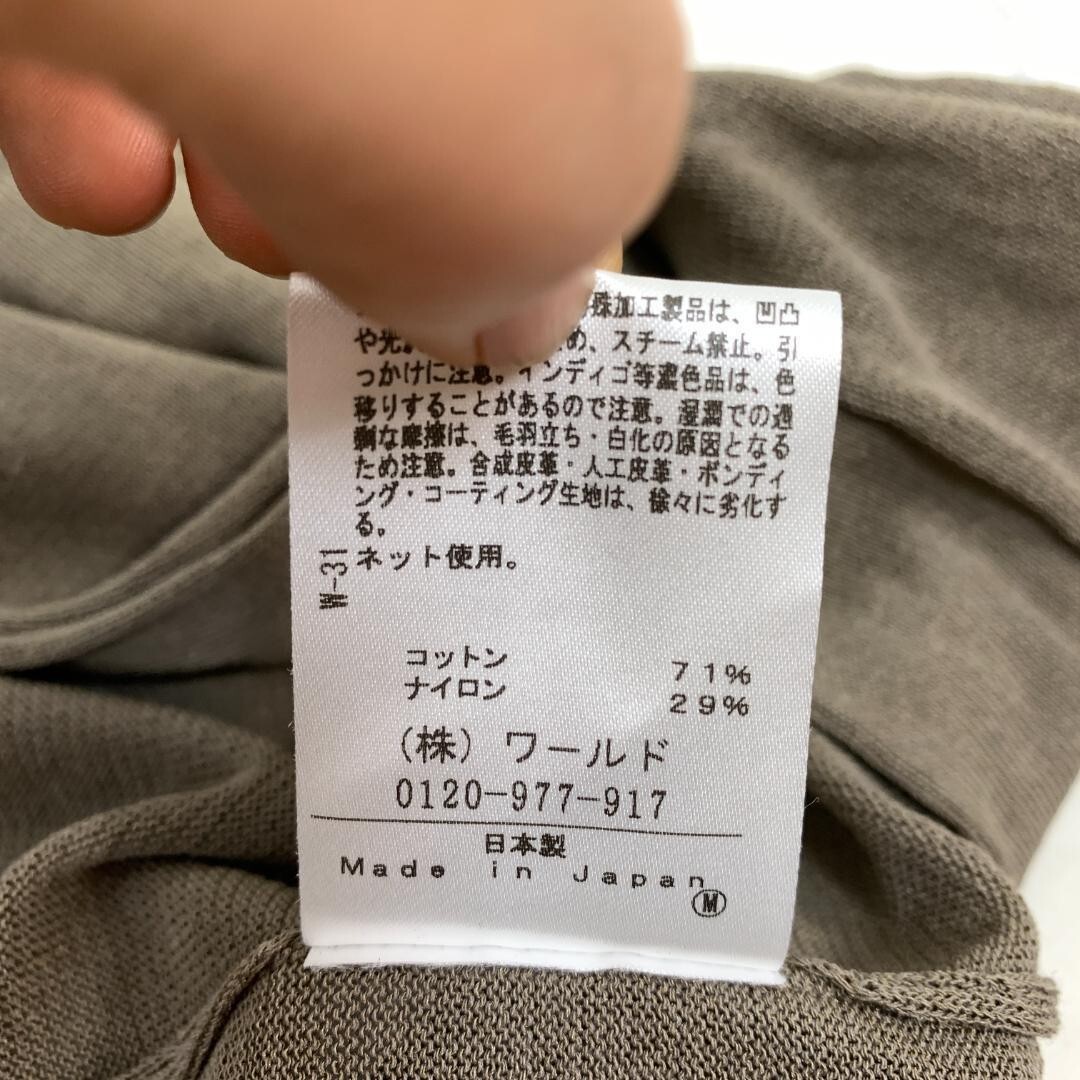 殊加工製品は、凹凸
や光 め、スチーム禁止。引
っかけに注意。インディゴ等濃色品は、色
移りすることがあるので注意。湿潤での過
剰な摩擦は、毛羽立ち・白化の原因となる
ため注意。合成皮革・人工皮革・ボンディ
ング・コーティング生地は、徐々に劣化す
る。
ネット使用。
W-31
コットン 71%
ナイロン 29%
(株) ワールド
0120-977-917
日本製
Made in Japan
M